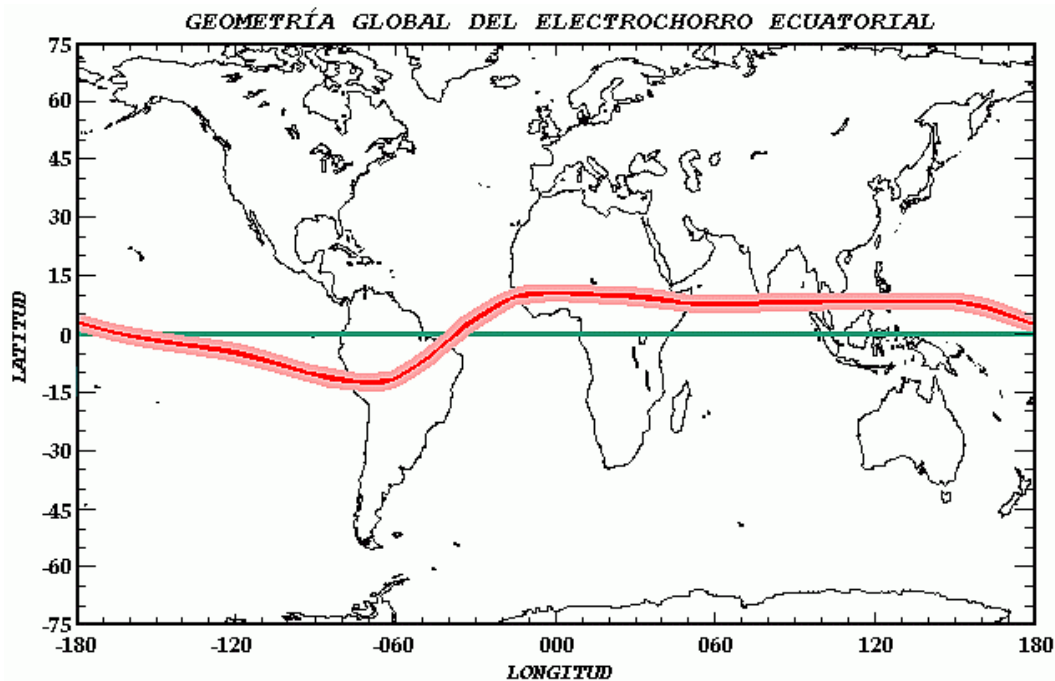 GEOMETRÍA GLOBAL DEL ELECTROCHORRO ECUATORIAL
75
60
45
30
15
0
-15
-30
-45
-60
-75
LATITUD
-180 -120 -060 000 060 120 180
LONGITUD